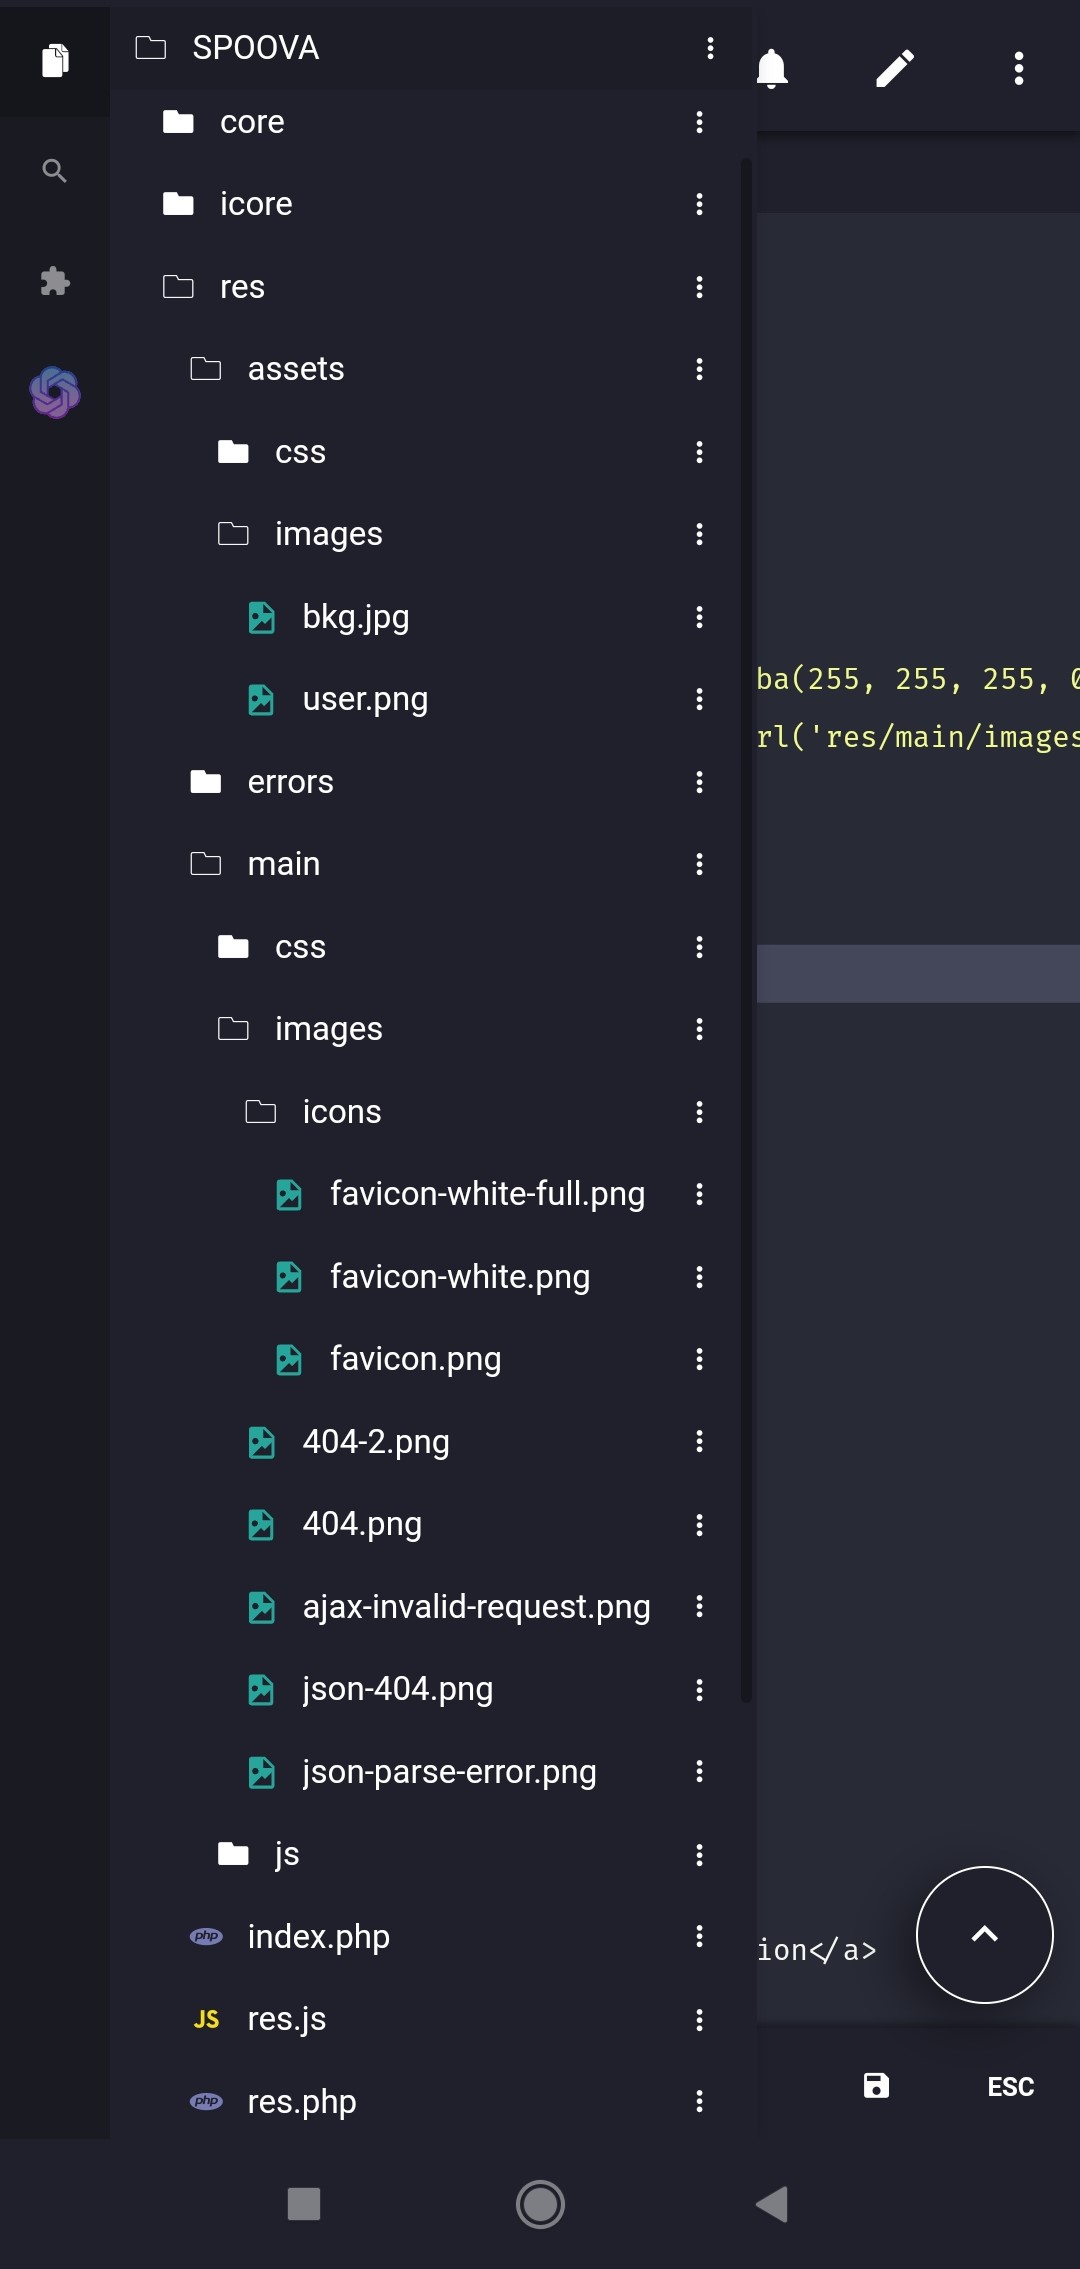 SPOOVA
core
icore
res
assets
css
images
bkg.jpg
user.png
ba(255, 255, 255, 0
rl('res/main/images
errors
main
css
images
icons
favicon-white-full.png
favicon-white.png
favicon.png
404-2.png
404.png
ajax-invalid-request.png
json-404.png
json-parse-error.png
js
php index.php
ion</a>
JS res.js
php res.php
ESC